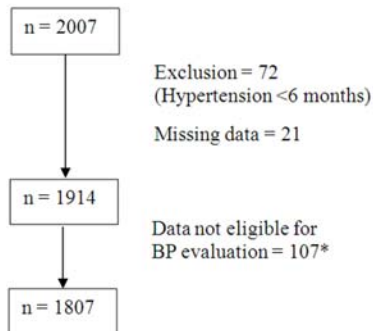 n = 2007
Exclusion = 72
(Hypertension <6 months)
Missing data = 21
n = 1914
Data not eligible for
BP evaluation = 107*
n = 1807